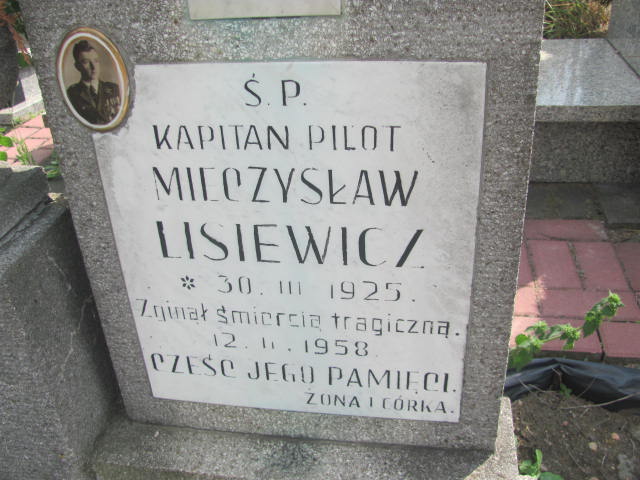 Ś.P.
KAPITAN PILOT
MIECZYSŁAW
LISIEWICZ
* 30. III 1925.
Zginął śmiercią tragiczną.
12. II. 1958.
CZEŚĆ JEGO PAMIĘCI.
ŻONA I CÓRKA.